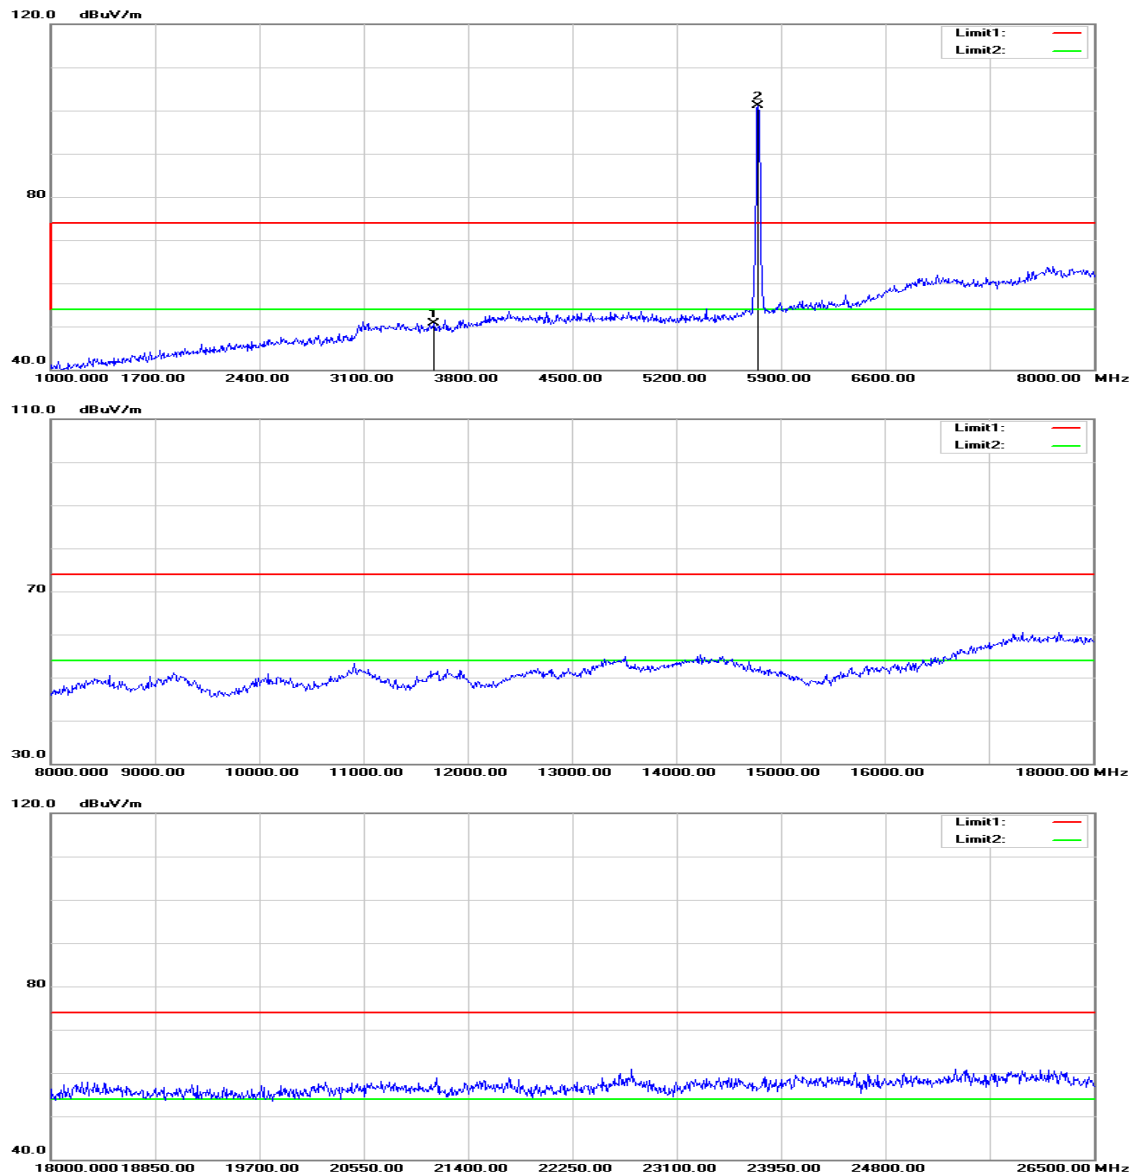 120.0 dBuV/m
Limit1:
Limit2:
2
80
1
40.0
1000.000 1700.00 2400.00 3100.00 3800.00 4500.00 5200.00 5900.00 6600.00 8000.00 MHz
110.0 dBuV/m
Limit1:
Limit2:
70
30.0
8000.000 9000.00 10000.00 11000.00 12000.00 13000.00 14000.00 15000.00 16000.00 18000.00 MHz
120.0 dBuV/m
Limit1:
Limit2:
80
40.0
18000.000 18850.00 19700.00 20550.00 21400.00 22250.00 23100.00 23950.00 24800.00 26500.00 MHz